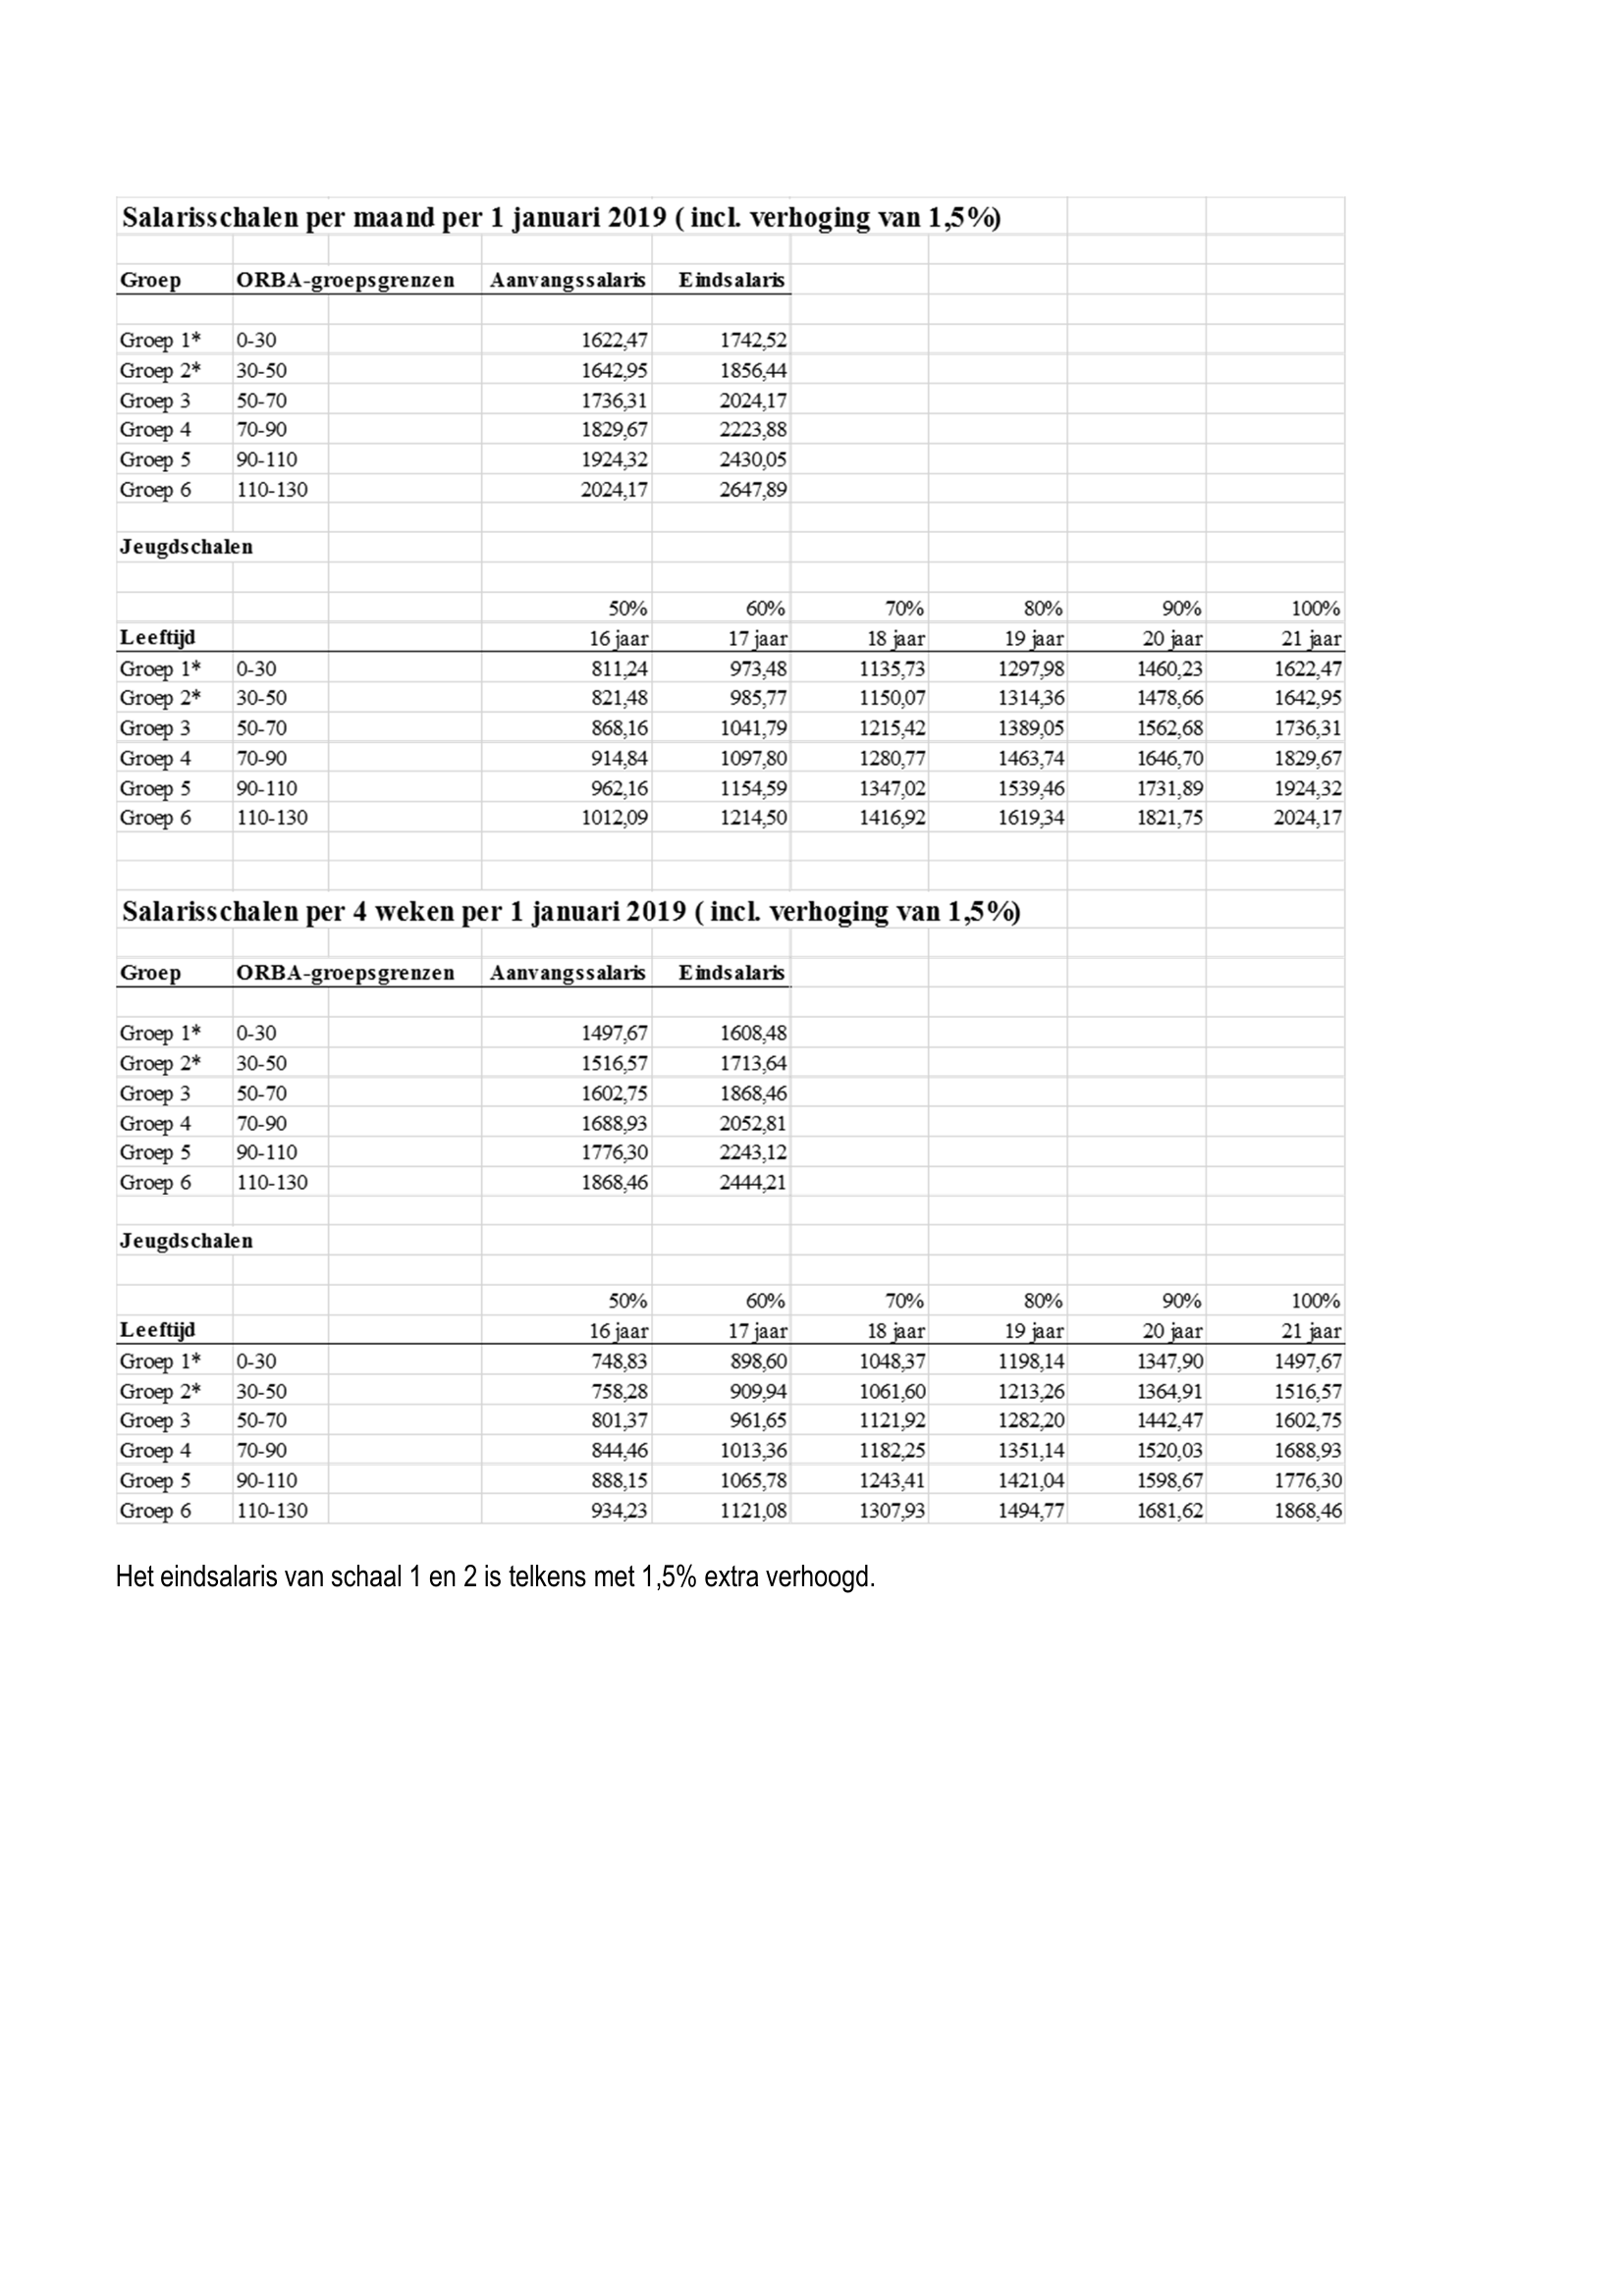 Salarisschalen per maand per 1 januari 2019 ( incl. verhoging van 1,5%)
Groep ORBA-groepsgrenzen Aanvangssalaris Eindsalaris
Groep 1* 0-30 1622,47 1742,52
Groep 2* 30-50 1642,95 1856,44
Groep 3 50-70 1736,31 2024,17
Groep 4 70-90 1829,67 2223,88
Groep 5 90-110 1924,32 2430,05
Groep 6 110-130 2024,17 2647,89
Jeugdschalen
50% 60% 70% 80% 90% 100%
Leeftijd 16 jaar 17 jaar 18 jaar 19 jaar 20 jaar 21 jaar
Groep 1* 0-30 811,24 973,48 1135,73 1297,98 1460,23 1622,47
Groep 2* 30-50 821,48 985,77 1150,07 1314,36 1478,66 1642,95
Groep 3 50-70 868,16 1041,79 1215,42 1389,05 1562,68 1736,31
Groep 4 70-90 914,84 1097,80 1280,77 1463,74 1646,70 1829,67
Groep 5 90-110 962,16 1154,59 1347,02 1539,46 1731,89 1924,32
Groep 6 110-130 1012,09 1214,50 1416,92 1619,34 1821,75 2024,17
Salarisschalen per 4 weken per 1 januari 2019 ( incl. verhoging van 1,5%)
Groep ORBA-groepsgrenzen Aanvangssalaris Eindsalaris
Groep 1* 0-30 1497,67 1608,48
Groep 2* 30-50 1516,57 1713,64
Groep 3 50-70 1602,75 1868,46
Groep 4 70-90 1688,93 2052,81
Groep 5 90-110 1776,30 2243,12
Groep 6 110-130 1868,46 2444,21
Jeugdschalen
50% 60% 70% 80% 90% 100%
Leeftijd 16 jaar 17 jaar 18 jaar 19 jaar 20 jaar 21 jaar
Groep 1* 0-30 748,83 898,60 1048,37 1198,14 1347,90 1497,67
Groep 2* 30-50 758,28 909,94 1061,60 1213,26 1364,91 1516,57
Groep 3 50-70 801,37 961,65 1121,92 1282,20 1442,47 1602,75
Groep 4 70-90 844,46 1013,36 1182,25 1351,14 1520,03 1688,93
Groep 5 90-110 888,15 1065,78 1243,41 1421,04 1598,67 1776,30
Groep 6 110-130 934,23 1121,08 1307,93 1494,77 1681,62 1868,46
Het eindsalaris van schaal 1 en 2 is telkens met 1,5% extra verhoogd.